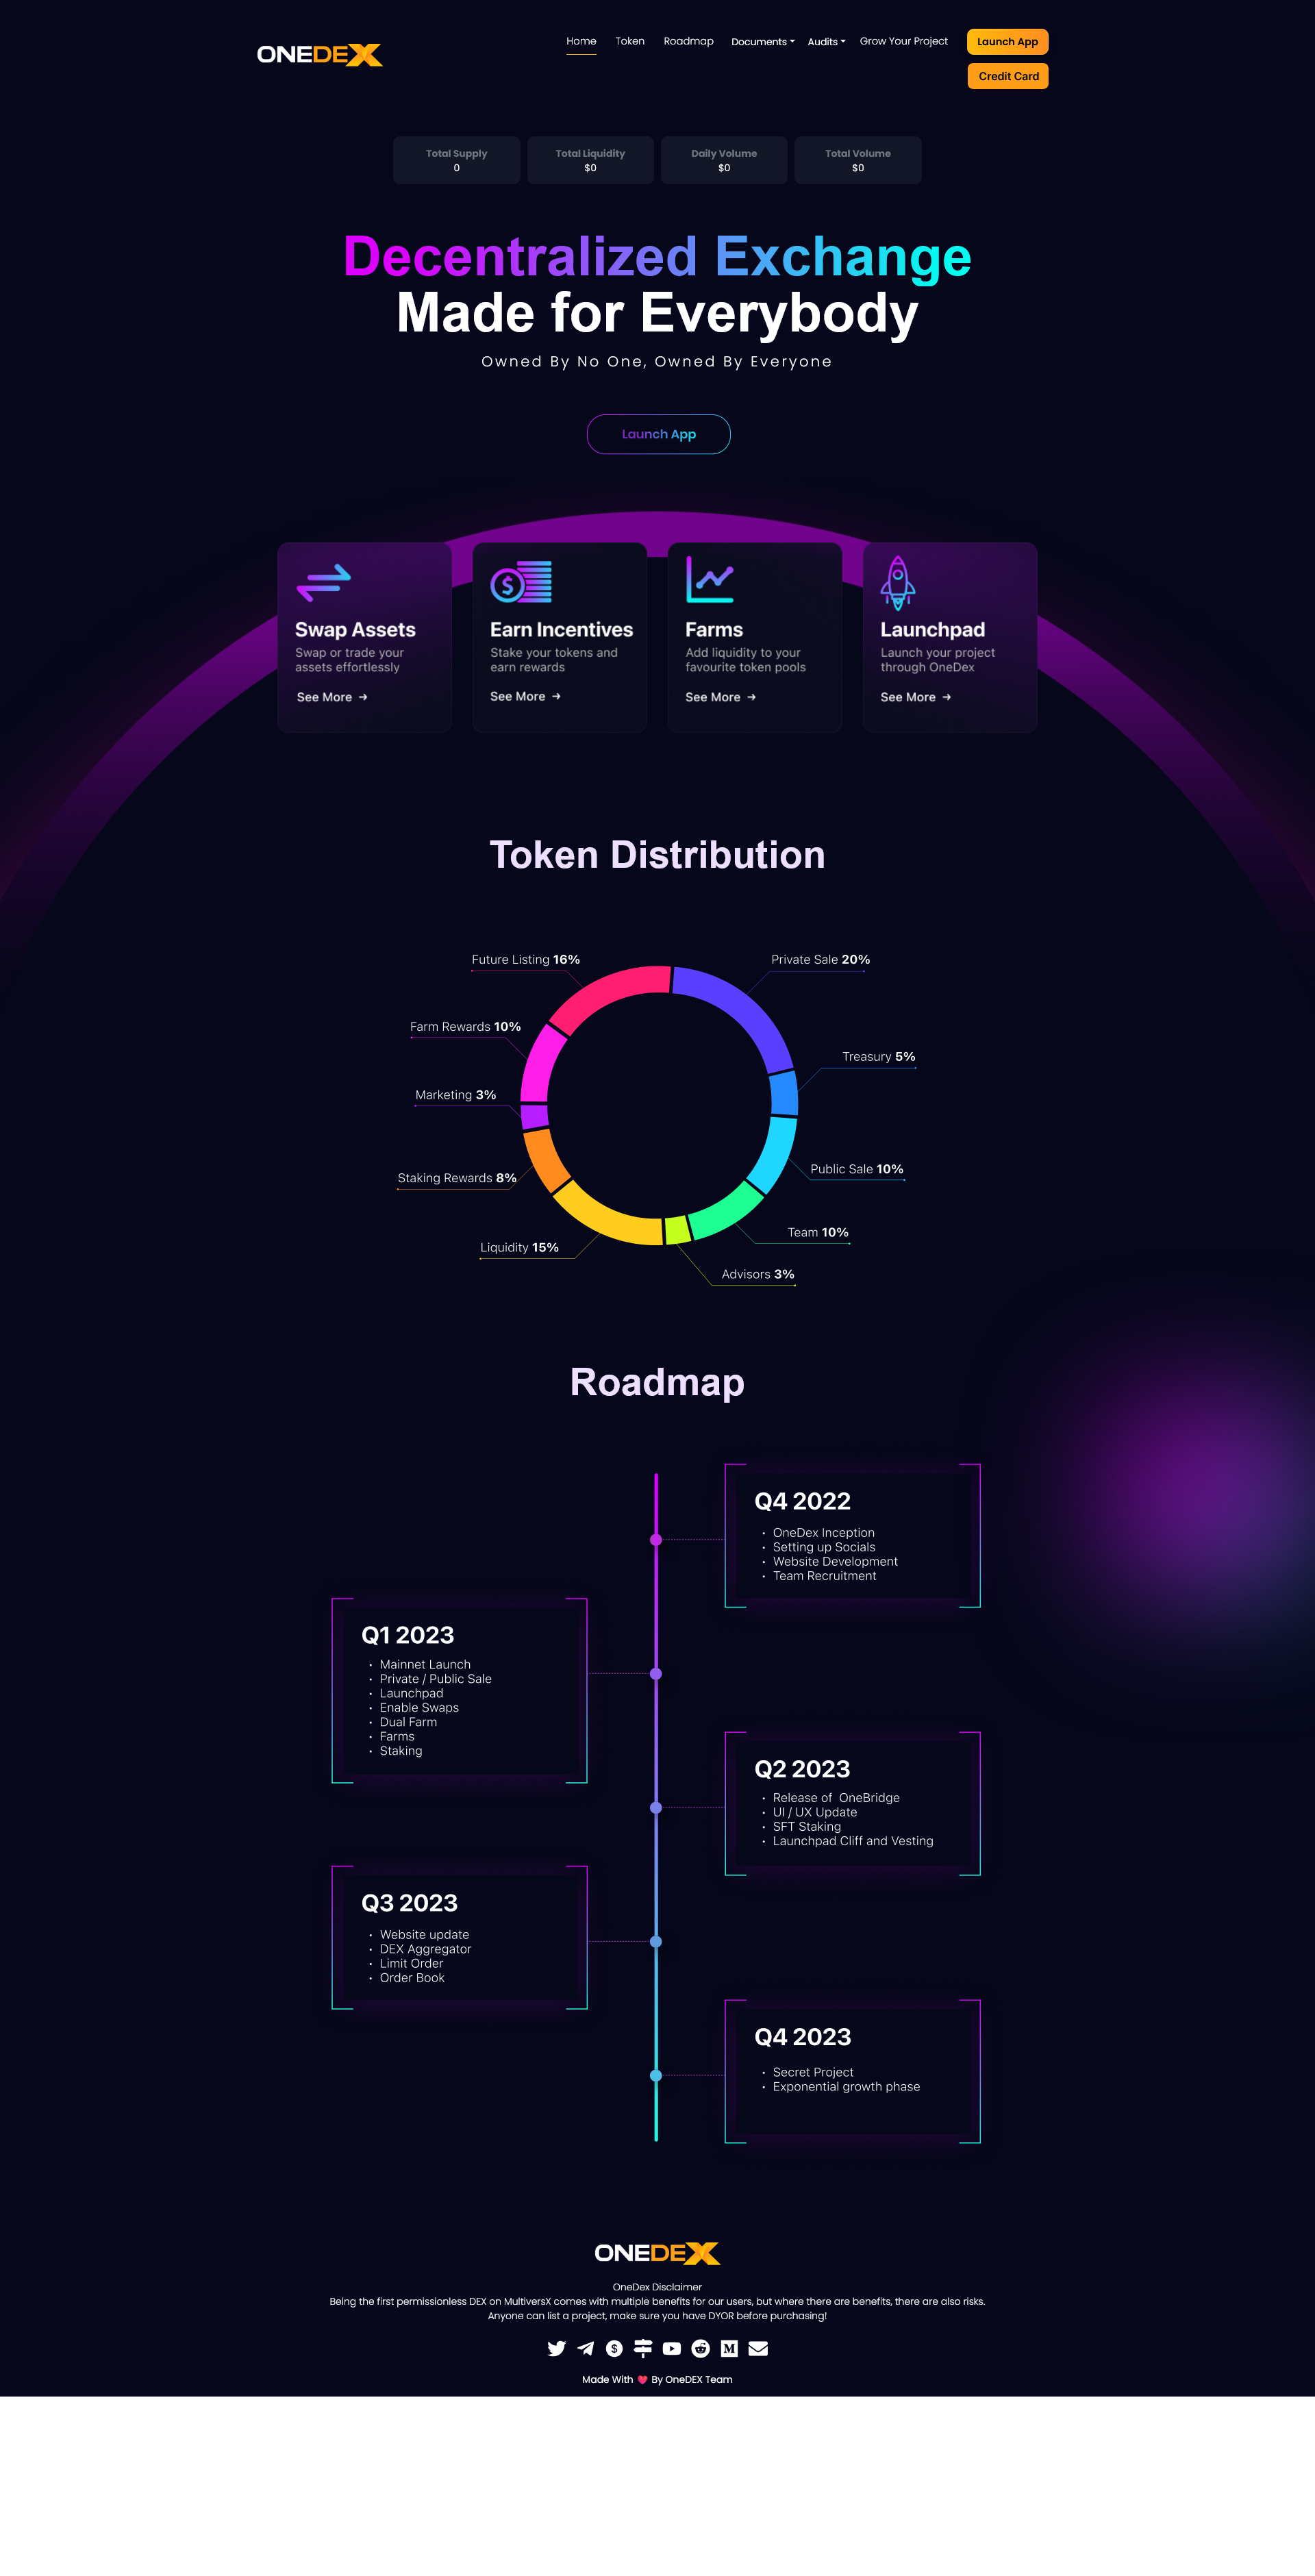 ONEDEX
Home Token Roadmap Documents Audits Grow Your Project Launch App
Credit Card
Total Supply
0
Total Liquidity
$0
Daily Volume
$0
Total Volume
$0
Decentralized Exchange
Made for Everybody
Owned By No One, Owned By Everyone
Launch App
Swap Assets
Swap or trade your
assets effortlessly
See More →
Earn Incentives
Stake your tokens and
earn rewards
See More →
Farms
Add liquidity to your
favourite token pools
See More →
Launchpad
Launch your project
through OneDex
See More →
Token Distribution
Future Listing 16%
Private Sale 20%
Farm Rewards 10%
Treasury 5%
Marketing 3%
Public Sale 10%
Staking Rewards 8%
Team 10%
Liquidity 15%
Advisors 3%
Roadmap
Q4 2022
• OneDex Inception
• Setting up Socials
• Website Development
• Team Recruitment
Q1 2023
• Mainnet Launch
• Private / Public Sale
• Launchpad
• Enable Swaps
• Dual Farm
• Farms
• Staking
Q2 2023
• Release of OneBridge
• UI / UX Update
• SFT Staking
• Launchpad Cliff and Vesting
Q3 2023
• Website update
• DEX Aggregator
• Limit Order
• Order Book
Q4 2023
• Secret Project
• Exponential growth phase
ONEDEX
OneDex Disclaimer
Being the first permissionless DEX on MultiversX comes with multiple benefits for our users, but where there are benefits, there are also risks.
Anyone can list a project, make sure you have DYOR before purchasing!
Made With ❤ By OneDEX Team